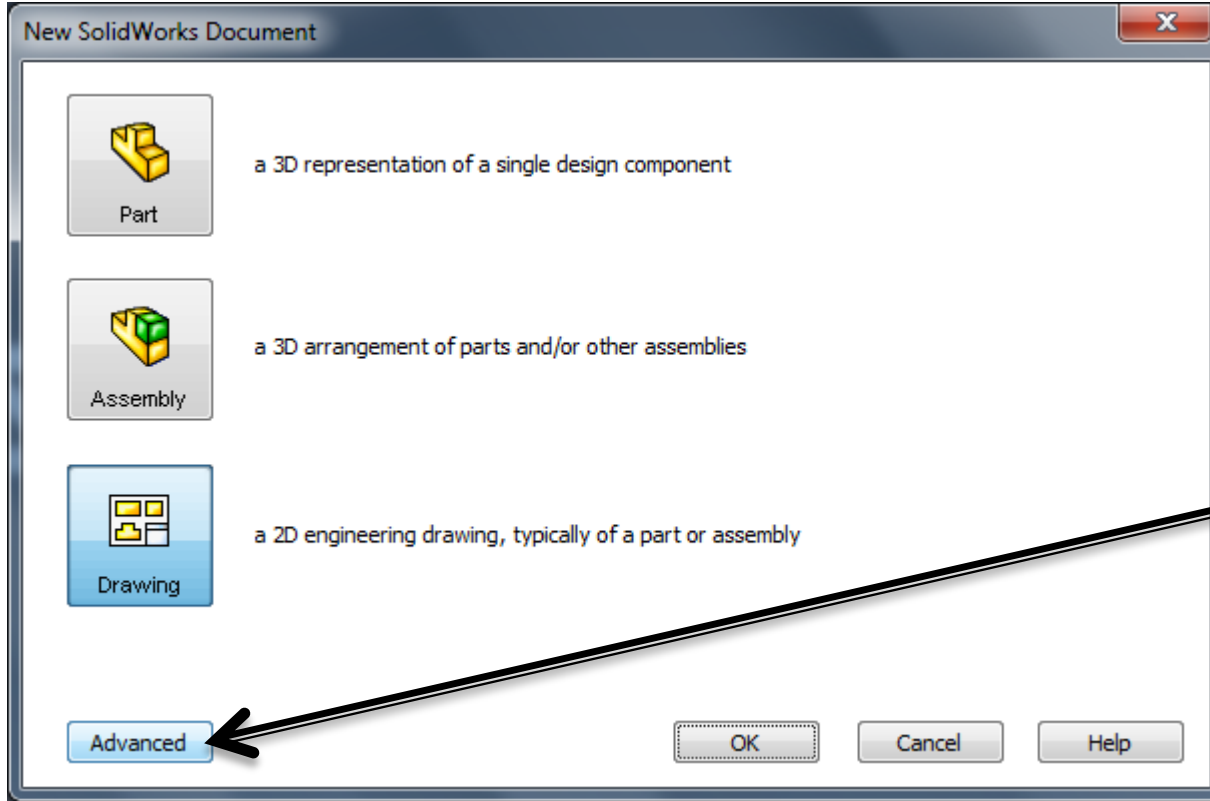 New SolidWorks Document
Part
a 3D representation of a single design component
Assembly
a 3D arrangement of parts and/or other assemblies
Drawing
a 2D engineering drawing, typically of a part or assembly
Advanced OK Cancel Help